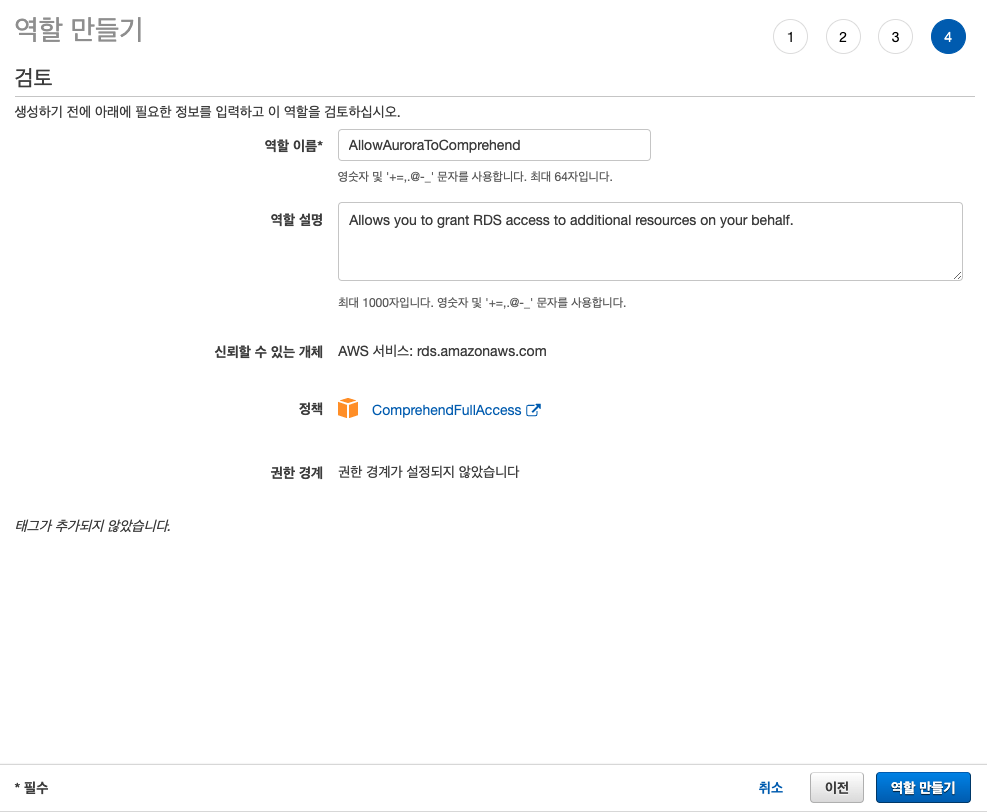 역할 만들기
1 2 3 4
검토
생성하기 전에 아래에 필요한 정보를 입력하고 이 역할을 검토하십시오.
역할 이름* AllowAuroraToComprehend
영숫자 및 '+=,.@-_' 문자를 사용합니다. 최대 64자입니다.
역할 설명 Allows you to grant RDS access to additional resources on your behalf.
최대 1000자입니다. 영숫자 및 '+=,.@-_' 문자를 사용합니다.
신뢰할 수 있는 개체 AWS 서비스: rds.amazonaws.com
정책 ComprehendFullAccess
권한 경계 권한 경계가 설정되지 않았습니다
태그가 추가되지 않았습니다.
* 필수 취소 이전 역할 만들기